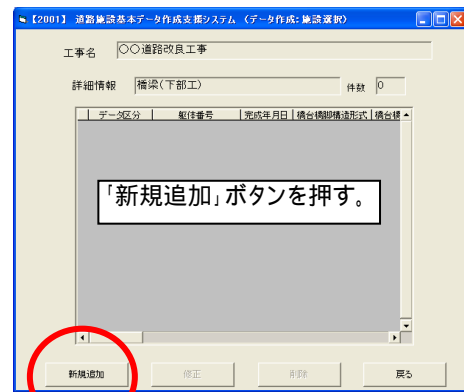 【2001】 道路施設基本データ作成支援システム （データ作成：施設選択）
工事名 〇〇道路改良工事
詳細情報 橋梁(下部工) 件数 0
データ区分 躯体番号 完成年月日 橋台橋脚構造形式 橋台橋
「新規追加」ボタンを押す。
新規追加 修正 削除 戻る